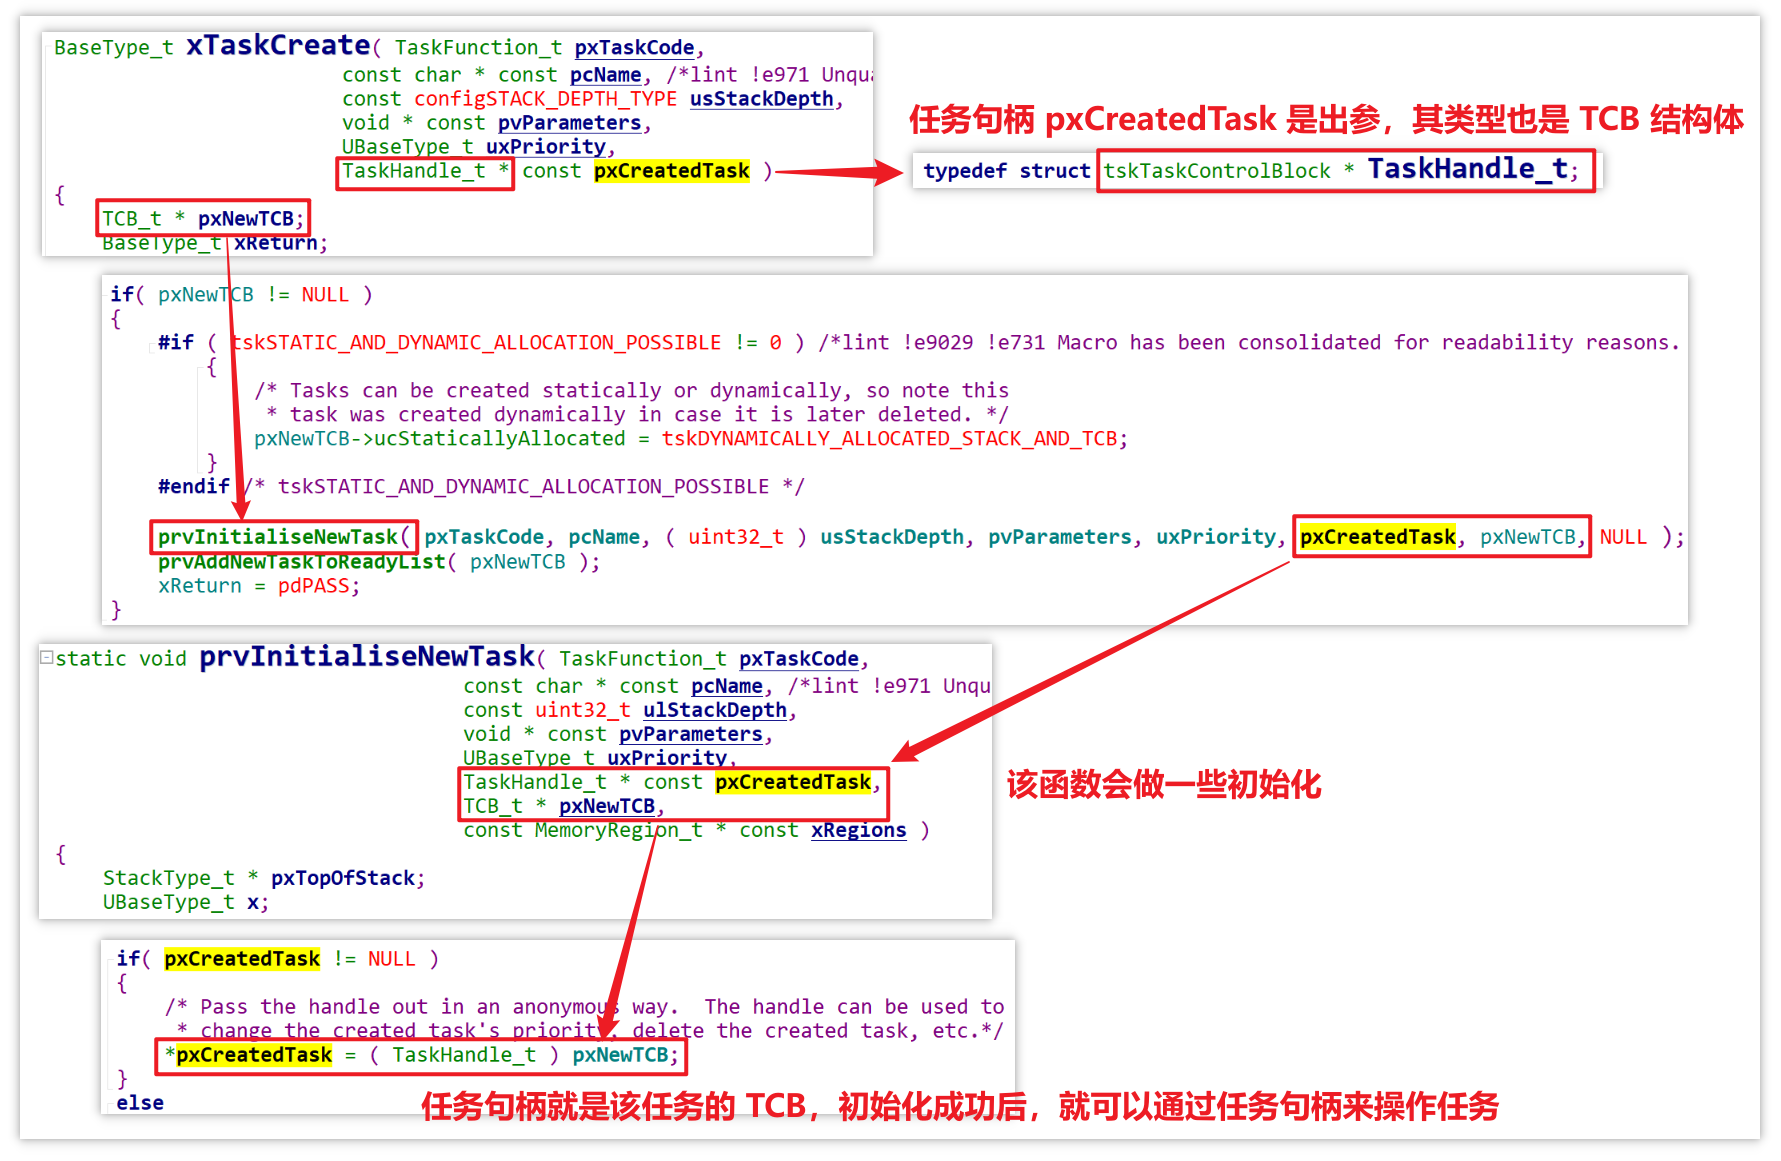 BaseType_t xTaskCreate( TaskFunction_t pxTaskCode,
const char * const pcName, /*lint !e971 Unqua
const configSTACK_DEPTH_TYPE usStackDepth,
void * const pvParameters,
UBaseType_t uxPriority,
TaskHandle_t * const pxCreatedTask )
{
TCB_t * pxNewTCB;
BaseType_t xReturn;
任务句柄 pxCreatedTask 是出参，其类型也是 TCB 结构体
typedef struct tskTaskControlBlock * TaskHandle_t;
if( pxNewTCB != NULL )
{
#if ( tskSTATIC_AND_DYNAMIC_ALLOCATION_POSSIBLE != 0 ) /*lint !e9029 !e731 Macro has been consolidated for readability reasons.
{
/* Tasks can be created statically or dynamically, so note this
* task was created dynamically in case it is later deleted. */
pxNewTCB->ucStaticallyAllocated = tskDYNAMICALLY_ALLOCATED_STACK_AND_TCB;
}
#endif /* tskSTATIC_AND_DYNAMIC_ALLOCATION_POSSIBLE */
prvInitialiseNewTask( pxTaskCode, pcName, ( uint32_t ) usStackDepth, pvParameters, uxPriority, pxCreatedTask, pxNewTCB, NULL );
prvAddNewTaskToReadyList( pxNewTCB );
xReturn = pdPASS;
}
static void prvInitialiseNewTask( TaskFunction_t pxTaskCode,
const char * const pcName, /*lint !e971 Unqu
const uint32_t ulStackDepth,
void * const pvParameters,
UBaseType_t uxPriority,
TaskHandle_t * const pxCreatedTask,
TCB_t * pxNewTCB,
const MemoryRegion_t * const xRegions )
{
StackType_t * pxTopOfStack;
UBaseType_t x;
该函数会做一些初始化
if( pxCreatedTask != NULL )
{
/* Pass the handle out in an anonymous way.  The handle can be used to
* change the created task's priority, delete the created task, etc.*/
*pxCreatedTask = ( TaskHandle_t ) pxNewTCB;
}
else
任务句柄就是该任务的 TCB，初始化成功后，就可以通过任务句柄来操作任务